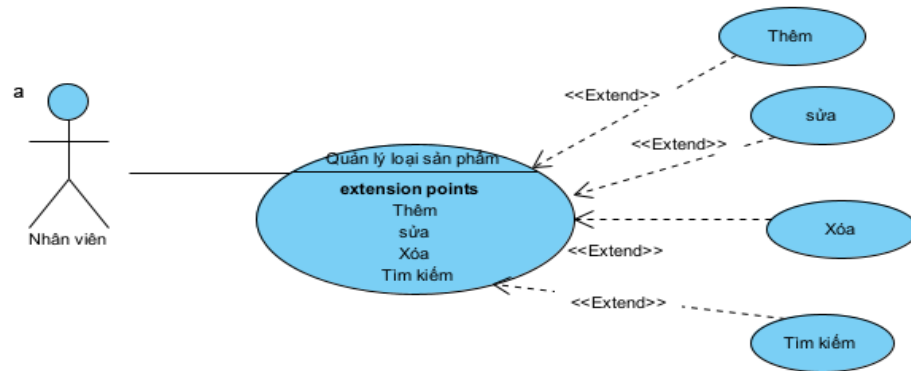 a
Nhân viên
Quản lý loại sản phẩm
extension points
Thêm
sửa
Xóa
Tìm kiếm
<<Extend>>
Thêm
<<Extend>>
sửa
<<Extend>>
Xóa
<<Extend>>
Tìm kiếm